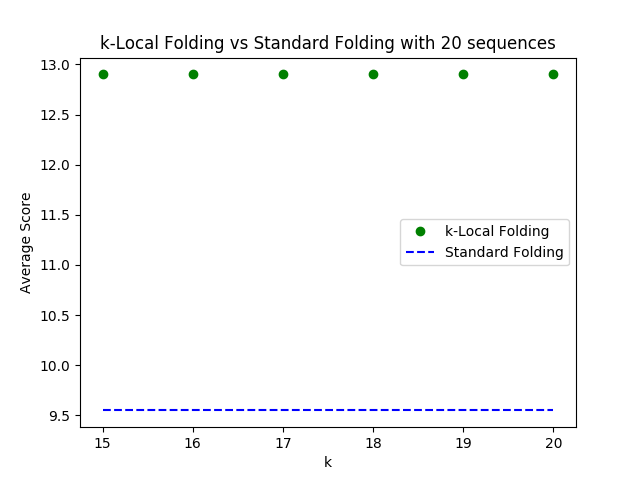 k-Local Folding vs Standard Folding with 20 sequences
13.0
12.5
12.0
11.5
11.0
10.5
10.0
9.5
Average Score
k-Local Folding
Standard Folding
15 16 17 18 19 20
k